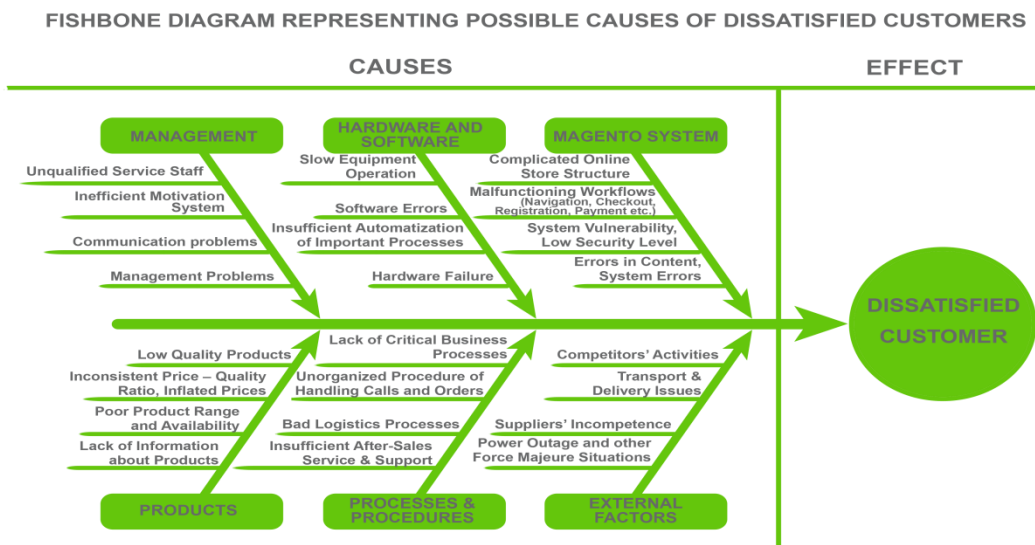 FISHBONE DIAGRAM REPRESENTING POSSIBLE CAUSES OF DISSATISFIED CUSTOMERS
CAUSES
EFFECT
MANAGEMENT
Unqualified Service Staff
Inefficient Motivation
System
Communication problems
Management Problems
HARDWARE AND
SOFTWARE
Slow Equipment
Operation
Software Errors
Insufficient Automatization
of Important Processes
Hardware Failure
MAGENTO SYSTEM
Complicated Online
Store Structure
Malfunctioning Workflows
(Navigation, Checkout,
Registration, Payment etc.)
System Vulnerability,
Low Security Level
Errors in Content,
System Errors
DISSATISFIED
CUSTOMER
Low Quality Products
Inconsistent Price – Quality
Ratio, Inflated Prices
Poor Product Range
and Availability
Lack of Information
about Products
PRODUCTS
Lack of Critical Business
Processes
Unorganized Procedure of
Handling Calls and Orders
Bad Logistics Processes
Insufficient After-Sales
Service & Support
PROCESSES &
PROCEDURES
Competitors’ Activities
Transport &
Delivery Issues
Suppliers’ Incompetence
Power Outage and other
Force Majeure Situations
EXTERNAL
FACTORS